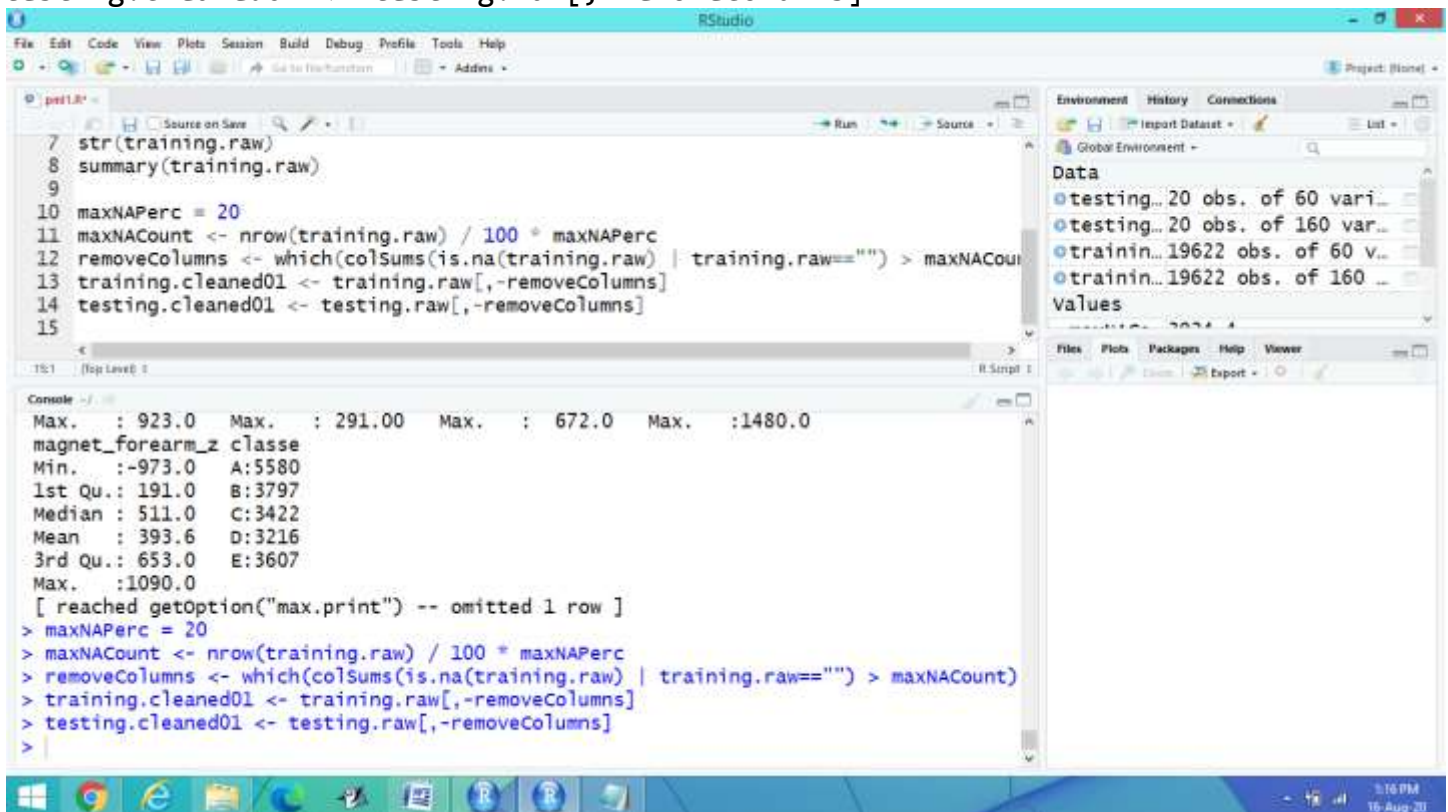 RStudio
File Edit Code View Plots Session Build Debug Profile Tools Help
Go to file/function Addins Project: (None)
pml1.R*
Source on Save Run Source
7 str(training.raw)
8 summary(training.raw)
9
10 maxNAPerc = 20
11 maxNACount <- nrow(training.raw) / 100 * maxNAPerc
12 removeColumns <- which(colSums(is.na(training.raw) | training.raw=="") > maxNACou
13 training.cleaned01 <- training.raw[,-removeColumns]
14 testing.cleaned01 <- testing.raw[,-removeColumns]
15
15:1 (Top Level) R Script
Console ~/
Max. : 923.0 Max. : 291.00 Max. : 672.0 Max. :1480.0
magnet_forearm_z classe
Min. :-973.0 A:5580
1st Qu.: 191.0 B:3797
Median : 511.0 C:3422
Mean : 393.6 D:3216
3rd Qu.: 653.0 E:3607
Max. :1090.0
[ reached getOption("max.print") -- omitted 1 row ]
> maxNAPerc = 20
> maxNACount <- nrow(training.raw) / 100 * maxNAPerc
> removeColumns <- which(colSums(is.na(training.raw) | training.raw=="") > maxNACount)
> training.cleaned01 <- training.raw[,-removeColumns]
> testing.cleaned01 <- testing.raw[,-removeColumns]
>
Environment History Connections
Import Dataset List
Global Environment
Data
testing… 20 obs. of 60 vari…
testing… 20 obs. of 160 var…
trainin… 19622 obs. of 60 v…
trainin… 19622 obs. of 160 …
Values
Files Plots Packages Help Viewer
Zoom Export
5:16 PM
16-Aug-20